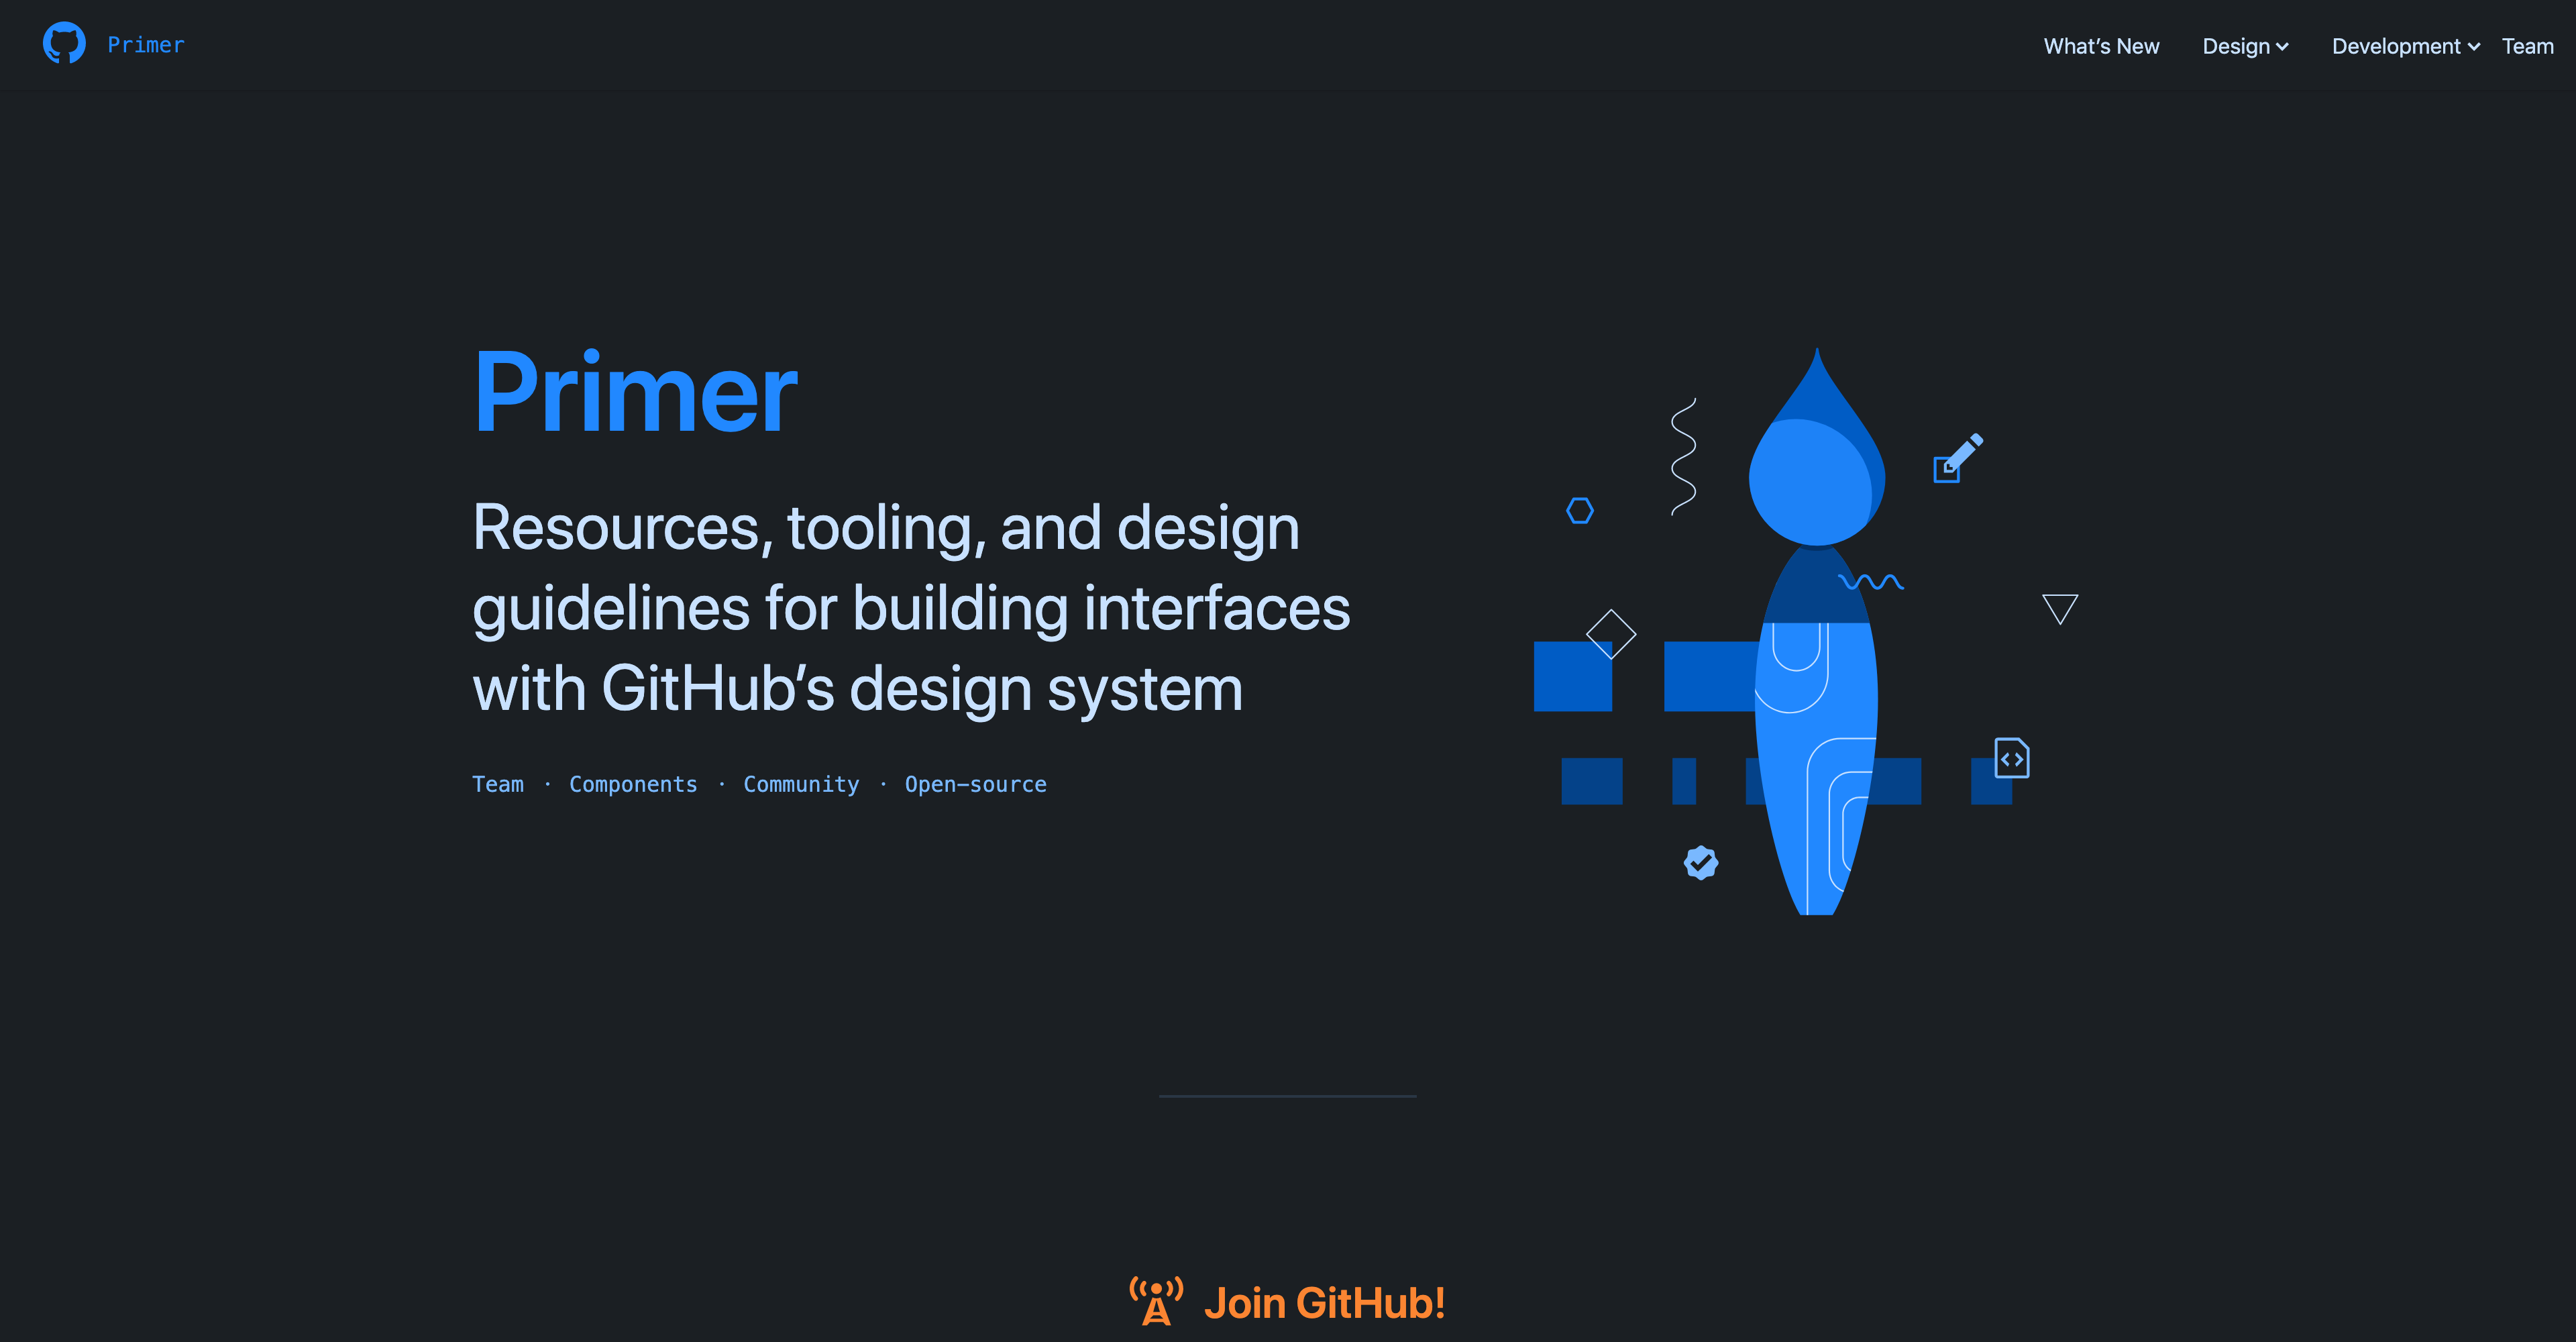 Primer
What’s New
Design
Development
Team
Primer
Resources, tooling, and design
guidelines for building interfaces
with GitHub’s design system
Team · Components · Community · Open-source
Join GitHub!